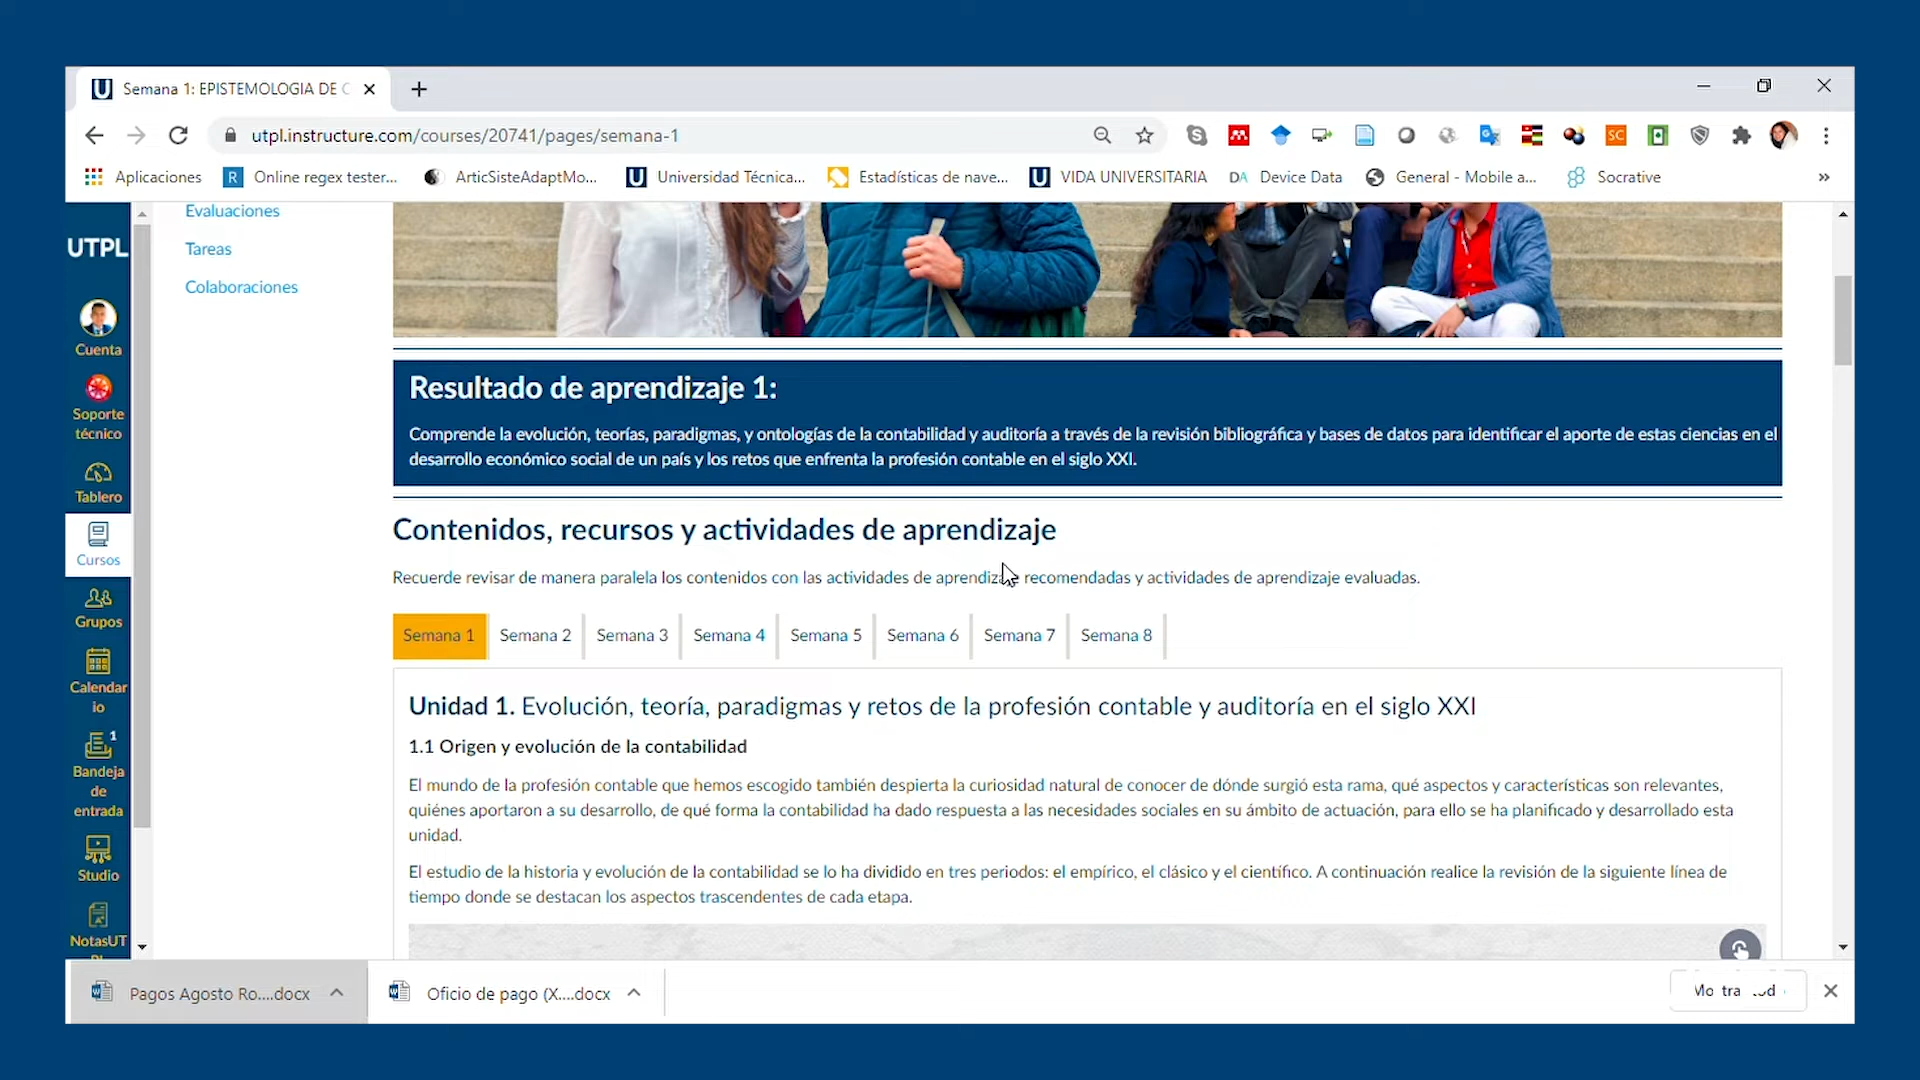 Semana 1: EPISTEMOLOGIA DE C
utpl.instructure.com/courses/20741/pages/semana-1
SC
Aplicaciones
R
Online regex tester...
ArticSisteAdaptMo...
Universidad Técnica...
Estadísticas de nave...
VIDA UNIVERSITARIA
DA
Device Data
General - Mobile a...
Socrative
»
UTPL
Cuenta
Soporte
técnico
Tablero
Cursos
Grupos
Calendar
io
1
Bandeja
de
entrada
Studio
NotasUT
Evaluaciones
Tareas
Colaboraciones
Resultado de aprendizaje 1:
Comprende la evolución, teorías, paradigmas, y ontologías de la contabilidad y auditoría a través de la revisión bibliográfica y bases de datos para identificar el aporte de estas ciencias en el
desarrollo económico social de un país y los retos que enfrenta la profesión contable en el siglo XXI.
Contenidos, recursos y actividades de aprendizaje
Recuerde revisar de manera paralela los contenidos con las actividades de aprendizaje recomendadas y actividades de aprendizaje evaluadas.
Semana 1 Semana 2 Semana 3 Semana 4 Semana 5 Semana 6 Semana 7 Semana 8
Unidad 1. Evolución, teoría, paradigmas y retos de la profesión contable y auditoría en el siglo XXI
1.1 Origen y evolución de la contabilidad
El mundo de la profesión contable que hemos escogido también despierta la curiosidad natural de conocer de dónde surgió esta rama, qué aspectos y características son relevantes,
quiénes aportaron a su desarrollo, de qué forma la contabilidad ha dado respuesta a las necesidades sociales en su ámbito de actuación, para ello se ha planificado y desarrollado esta
unidad.
El estudio de la historia y evolución de la contabilidad se lo ha dividido en tres periodos: el empírico, el clásico y el científico. A continuación realice la revisión de la siguiente línea de
tiempo donde se destacan los aspectos trascendentes de cada etapa.
Pagos Agosto Ro....docx
Oficio de pago (X....docx